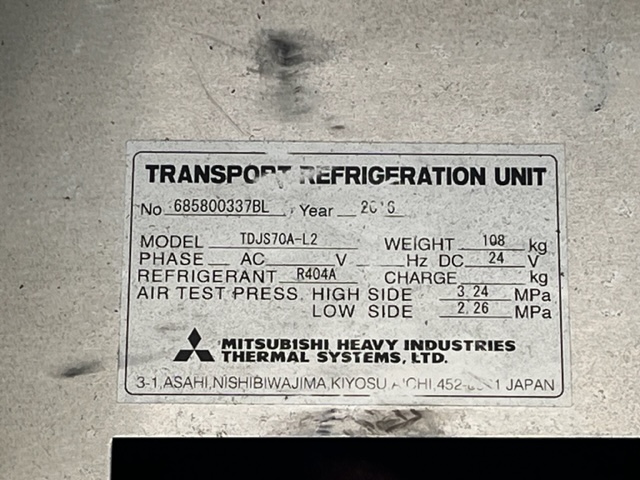 TRANSPORT REFRIGERATION UNIT
No 685800337BL Year
MODEL TDJS70A-L2 WEIGHT 108 kg
PHASE AC V Hz DC 24 V
REFRIGERANT R404A CHARGE kg
AIR TEST PRESS. HIGH SIDE 3.24 MPa
LOW SIDE 2.26 MPa
MITSUBISHI HEAVY INDUSTRIES
THERMAL SYSTEMS, LTD.
3-1, ASAHI, NISHIBIWAJIMA, KIYOSU AICHI, JAPAN